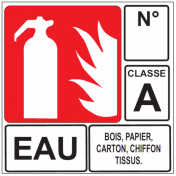 N°
CLASSE
A
EAU
BOIS, PAPIER,
CARTON, CHIFFON
TISSUS.